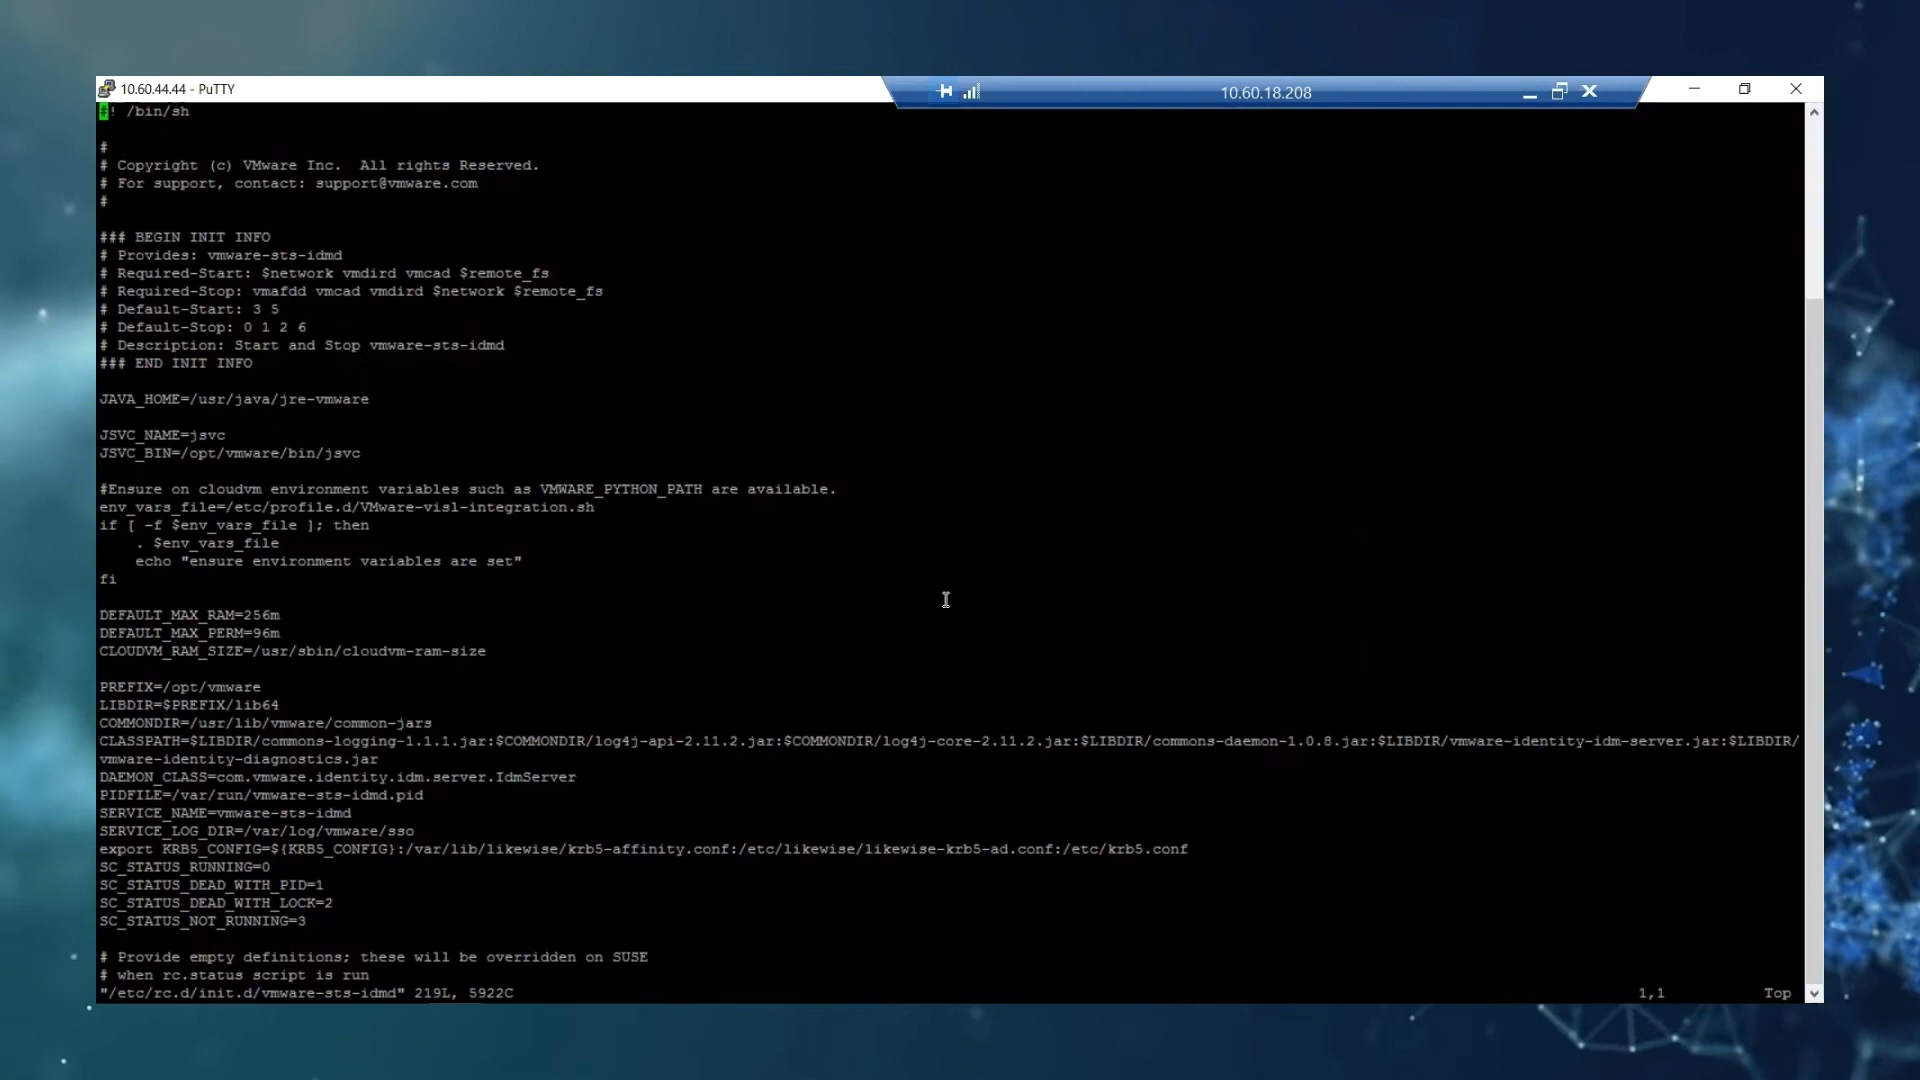 10.60.44.44 - PuTTY
10.60.18.208
#! /bin/sh
#
# Copyright (c) VMware Inc.  All rights Reserved.
# For support, contact: support@vmware.com
#
### BEGIN INIT INFO
# Provides: vmware-sts-idmd
# Required-Start: $network vmdird vmcad $remote_fs
# Required-Stop: vmafdd vmcad vmdird $network $remote_fs
# Default-Start: 3 5
# Default-Stop: 0 1 2 6
# Description: Start and Stop vmware-sts-idmd
### END INIT INFO
JAVA_HOME=/usr/java/jre-vmware
JSVC_NAME=jsvc
JSVC_BIN=/opt/vmware/bin/jsvc
#Ensure on cloudvm environment variables such as VMWARE_PYTHON_PATH are available.
env_vars_file=/etc/profile.d/VMware-visl-integration.sh
if [ -f $env_vars_file ]; then
    . $env_vars_file
    echo "ensure environment variables are set"
fi
DEFAULT_MAX_RAM=256m
DEFAULT_MAX_PERM=96m
CLOUDVM_RAM_SIZE=/usr/sbin/cloudvm-ram-size
PREFIX=/opt/vmware
LIBDIR=$PREFIX/lib64
COMMONDIR=/usr/lib/vmware/common-jars
CLASSPATH=$LIBDIR/commons-logging-1.1.1.jar:$COMMONDIR/log4j-api-2.11.2.jar:$COMMONDIR/log4j-core-2.11.2.jar:$LIBDIR/commons-daemon-1.0.8.jar:$LIBDIR/vmware-identity-idm-server.jar:$LIBDIR/
vmware-identity-diagnostics.jar
DAEMON_CLASS=com.vmware.identity.idm.server.IdmServer
PIDFILE=/var/run/vmware-sts-idmd.pid
SERVICE_NAME=vmware-sts-idmd
SERVICE_LOG_DIR=/var/log/vmware/sso
export KRB5_CONFIG=${KRB5_CONFIG}:/var/lib/likewise/krb5-affinity.conf:/etc/likewise/likewise-krb5-ad.conf:/etc/krb5.conf
SC_STATUS_RUNNING=0
SC_STATUS_DEAD_WITH_PID=1
SC_STATUS_DEAD_WITH_LOCK=2
SC_STATUS_NOT_RUNNING=3
# Provide empty definitions; these will be overridden on SUSE
# when rc.status script is run
"/etc/rc.d/init.d/vmware-sts-idmd" 219L, 5922C 1,1 Top